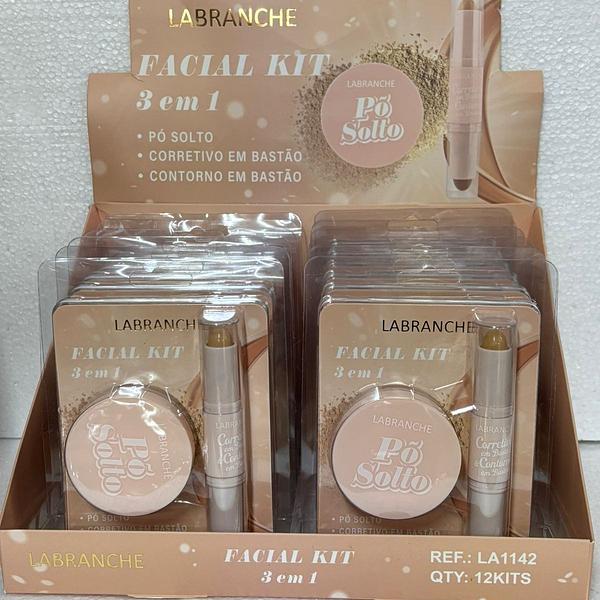 LABRANCHE
FACIAL KIT
3 em 1
• PÓ SOLTO
• CORRETIVO EM BASTÃO
• CONTORNO EM BASTÃO
LABRANCHE
Pó
Solto
LABRANCHE
FACIAL KIT
3 em 1
LABRANCHE
Pó
Solto
• PÓ SOLTO
• CORRETIVO EM BASTÃO
LABRANCHE
FACIAL KIT
3 em 1
LABRANCHE
Pó
Solto
Corretivo
em Bastão
&Contorno
em Bastão
• PÓ SOLTO
LABRANCHE
FACIAL KIT
3 em 1
REF.: LA1142
QTY: 12KITS